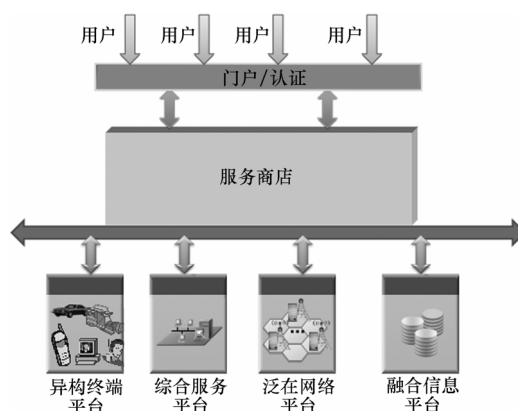 用户 用户 用户 用户
门户/认证
服务商店
异构终端 综合服务 泛在网络 融合信息
平台 平台 平台 平台